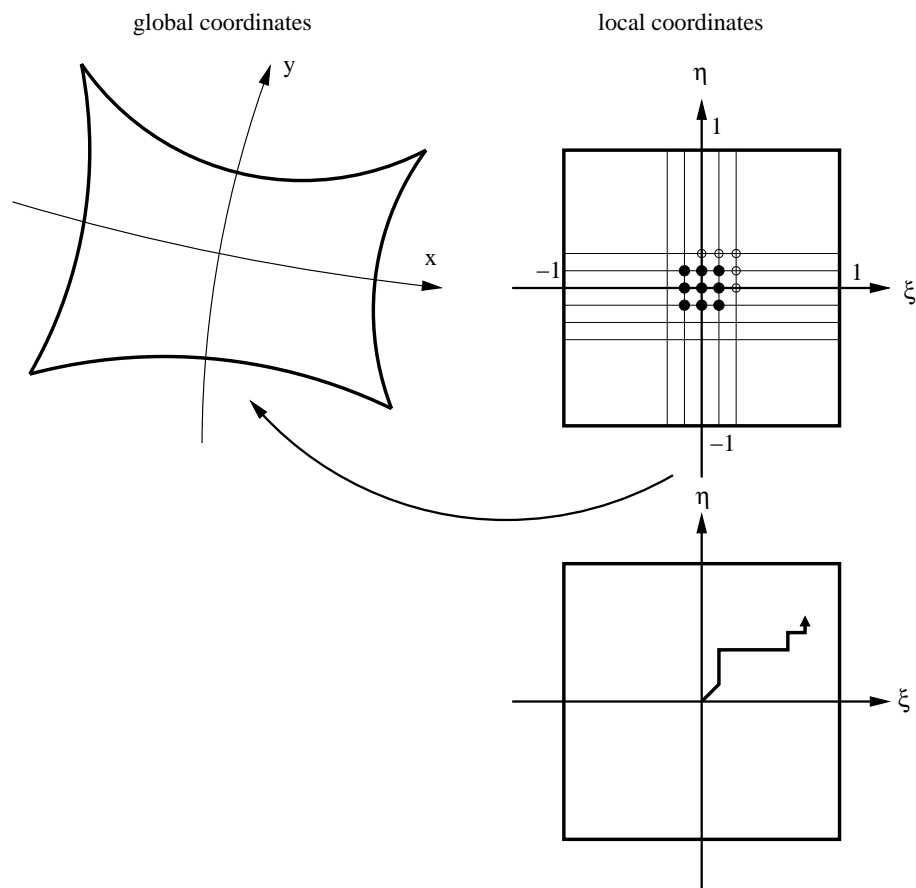 global coordinates
local coordinates
y
x
η
1
−1
1
ξ
−1
η
ξ